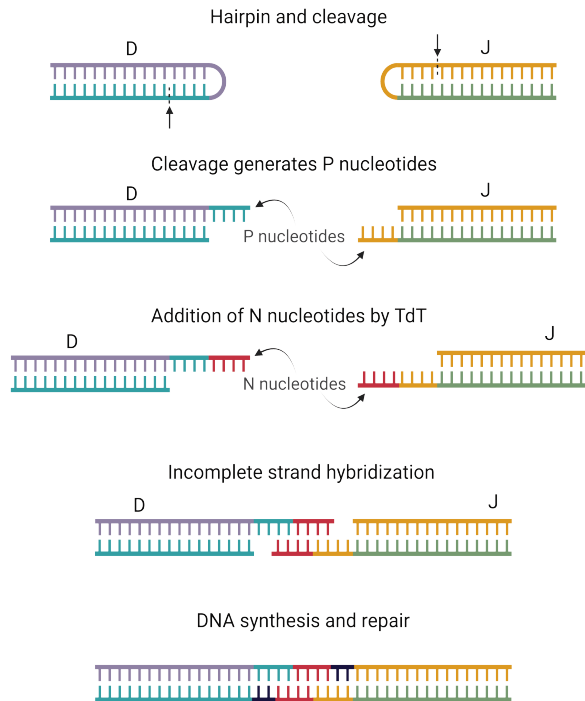 Hairpin and cleavage
D
J
Cleavage generates P nucleotides
D
J
P nucleotides
Addition of N nucleotides by TdT
D
J
N nucleotides
Incomplete strand hybridization
D
J
DNA synthesis and repair